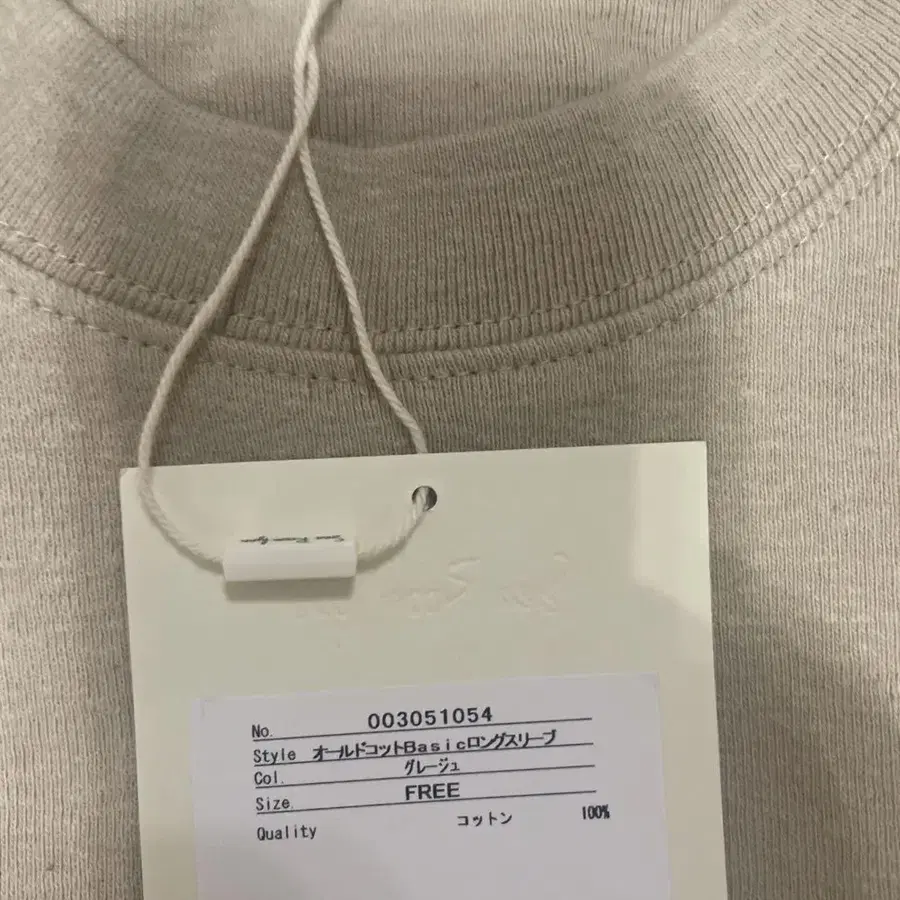 No. 003051054
Style オールドコットBasicロングスリーブ
Col. グレージュ
Size. FREE
Quality コットン 100%